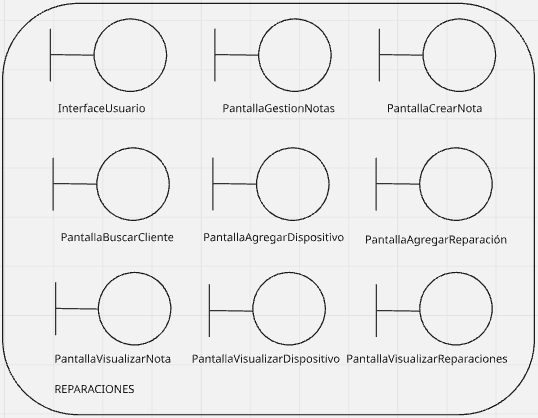 InterfaceUsuario
PantallaGestionNotas
PantallaCrearNota
PantallaBuscarCliente
PantallaAgregarDispositivo
PantallaAgregarReparación
PantallaVisualizarNota
PantallaVisualizarDispositivo
PantallaVisualizarReparaciones
REPARACIONES